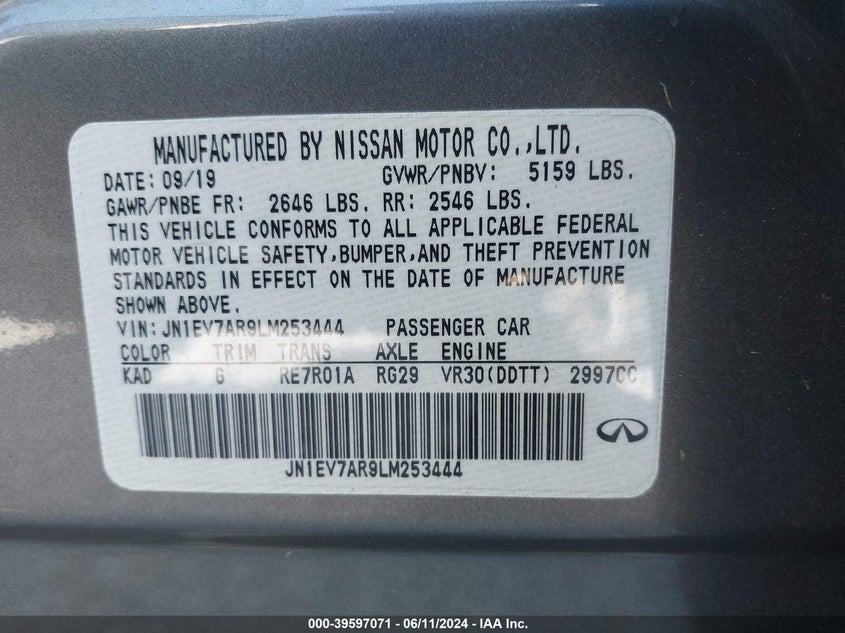 MANUFACTURED BY NISSAN MOTOR CO.,LTD.
DATE: 09/19 GVWR/PNBV: 5159 LBS.
GAWR/PNBE FR: 2646 LBS. RR: 2546 LBS.
THIS VEHICLE CONFORMS TO ALL APPLICABLE FEDERAL
MOTOR VEHICLE SAFETY,BUMPER,AND THEFT PREVENTION
STANDARDS IN EFFECT ON THE DATE OF MANUFACTURE
SHOWN ABOVE.
VIN:JN1EV7AR9LM253444 PASSENGER CAR
COLOR TRIM TRANS AXLE ENGINE
KAD G RE7R01A RG29 VR30(DDTT) 2997CC
JN1EV7AR9LM253444
000-39597071 - 06/11/2024 - IAA Inc.